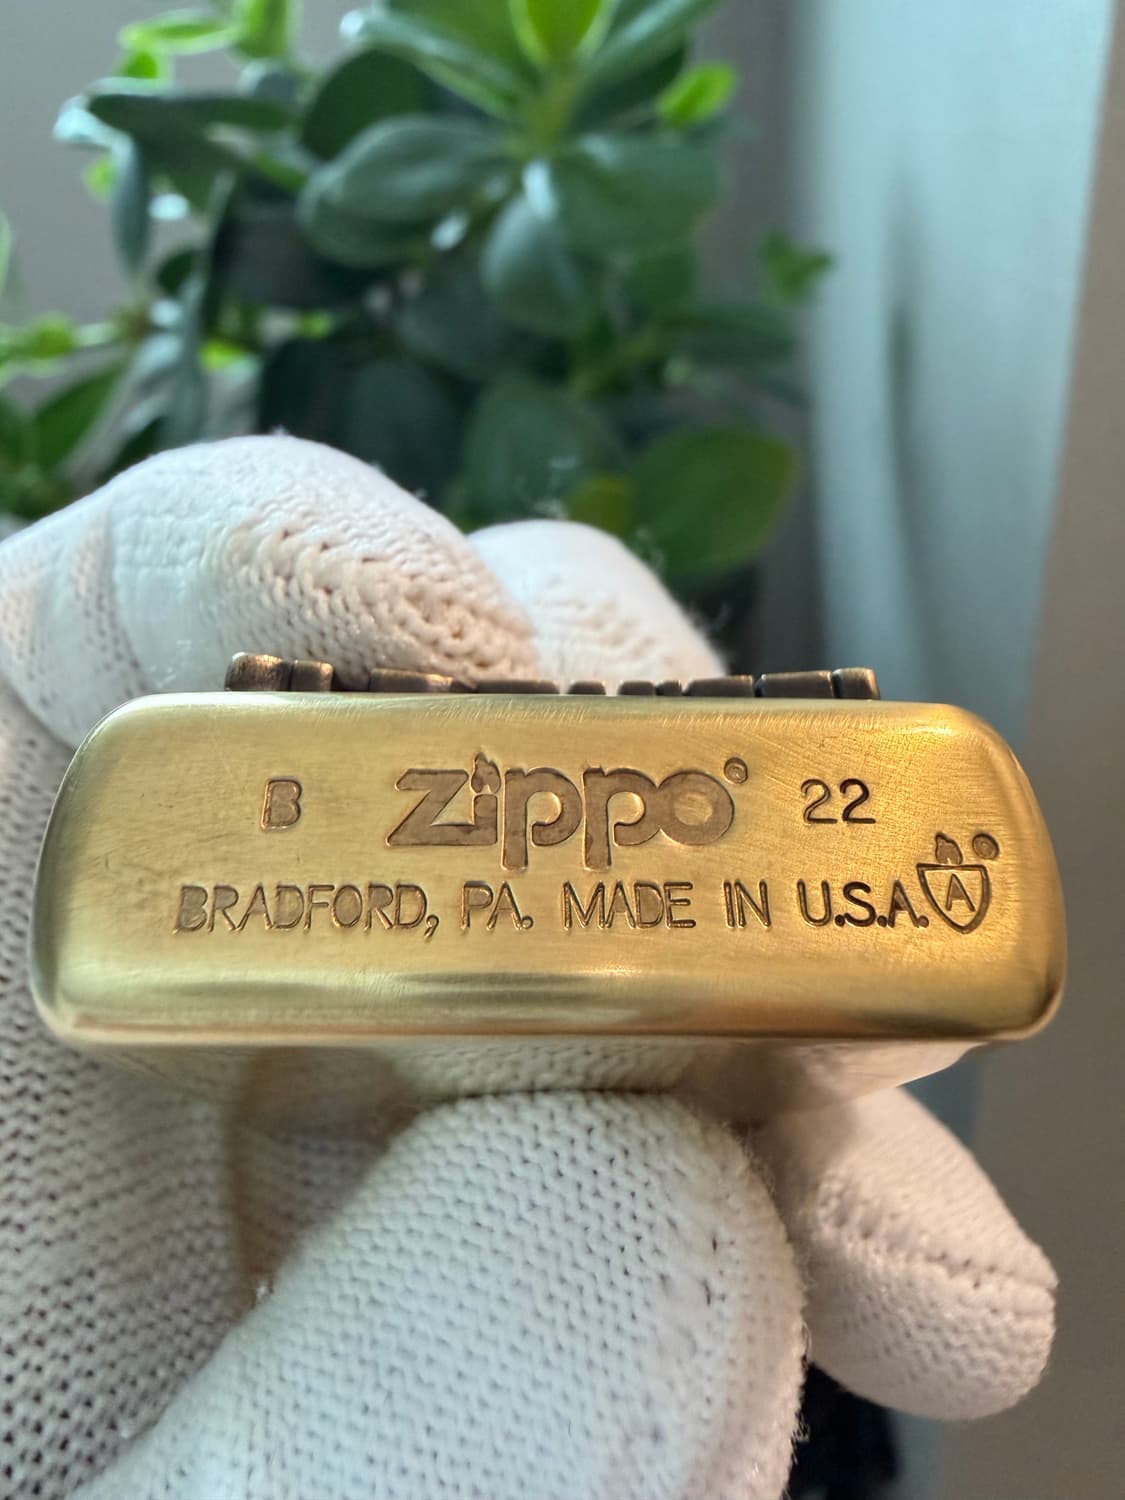 B zippo® 22
BRADFORD, PA. MADE IN U.S.A. A